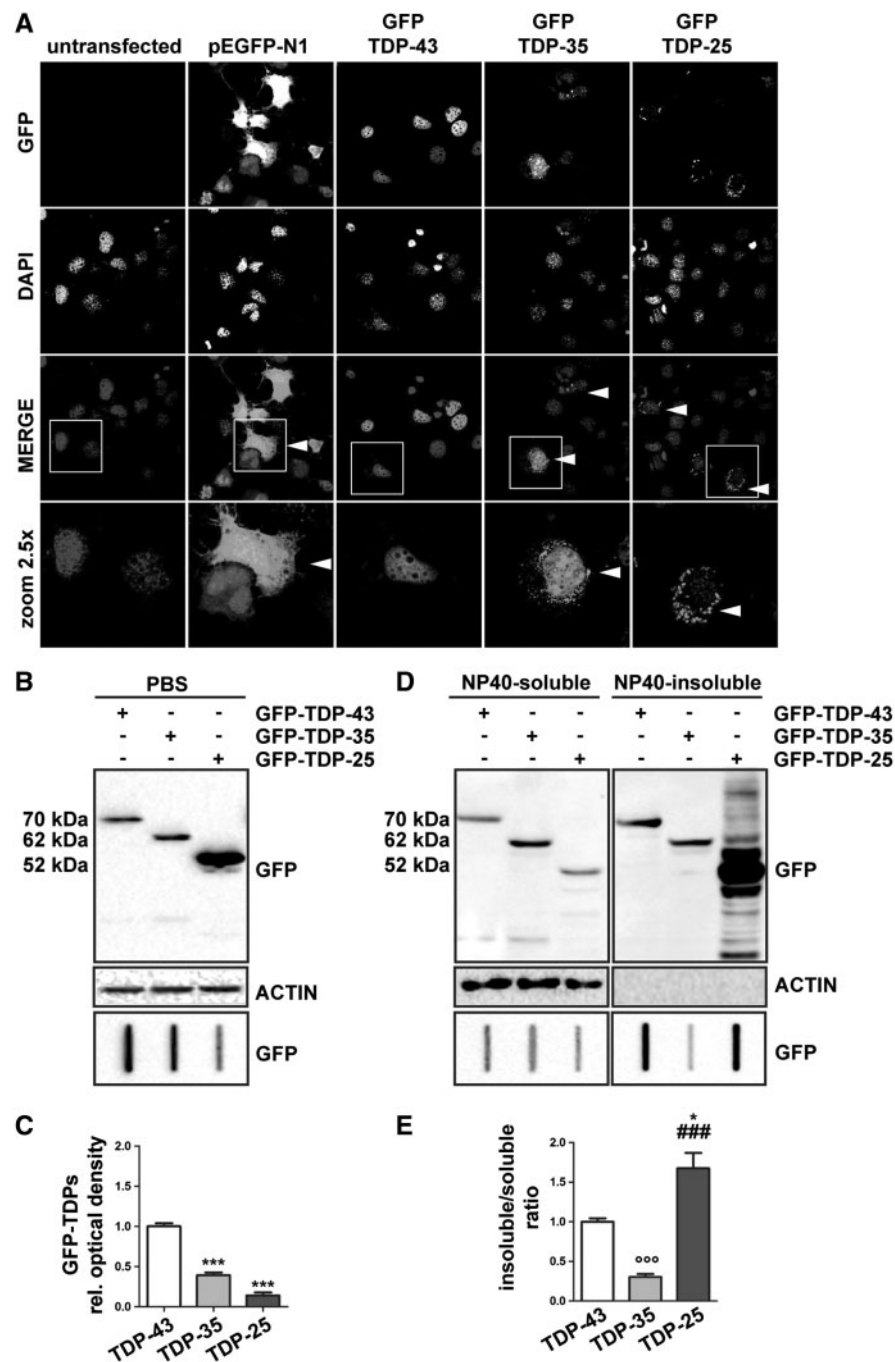 A
untransfected pEGFP-N1 GFP TDP-43 GFP TDP-35 GFP TDP-25
GFP
DAPI
MERGE
zoom 2.5x
B
PBS
+ - - GFP-TDP-43
- + - GFP-TDP-35
- - + GFP-TDP-25
70 kDa
62 kDa
52 kDa
GFP
ACTIN
GFP
D
NP40-soluble NP40-insoluble
+ - - + - - GFP-TDP-43
- + - - + - GFP-TDP-35
- - + - - + GFP-TDP-25
70 kDa
62 kDa
52 kDa
GFP
ACTIN
GFP
C
GFP-TDPs
rel. optical density
2.0
1.5
1.0
0.5
0.0
***
***
TDP-43 TDP-35 TDP-25
E
insoluble/soluble
ratio
2.0
1.5
1.0
0.5
0.0
°°°
*
###
TDP-43 TDP-35 TDP-25